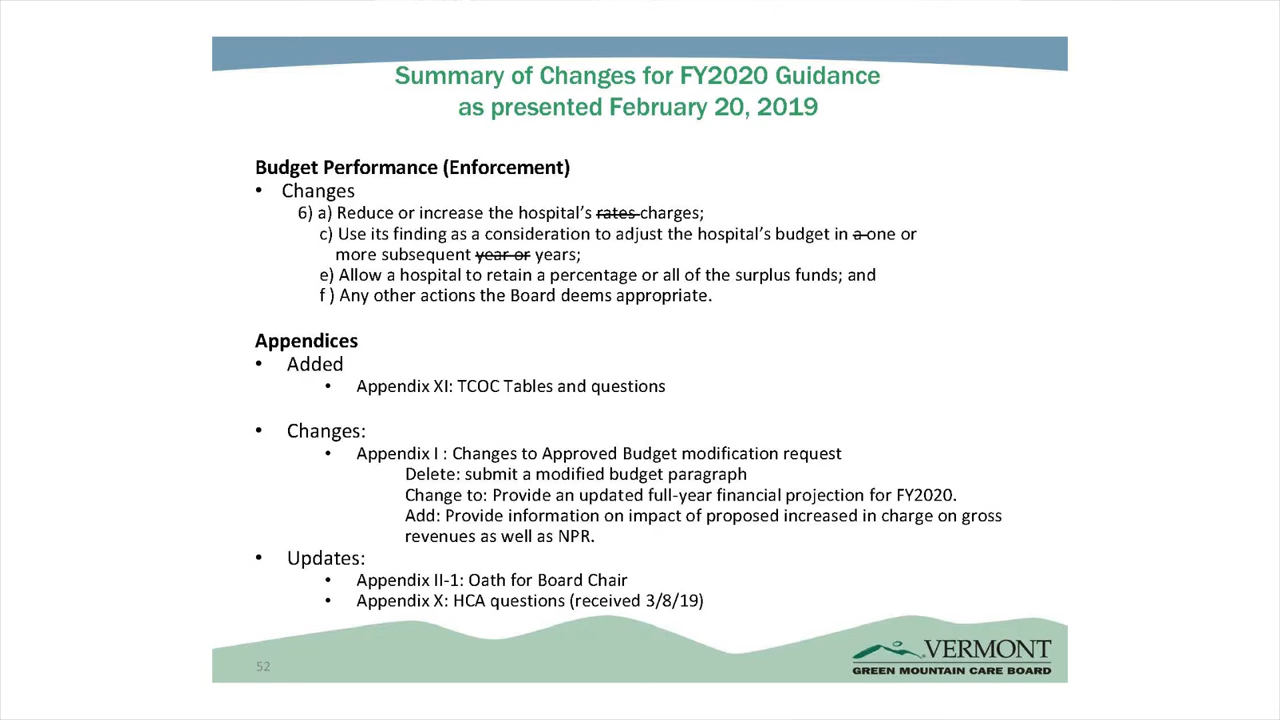 Summary of Changes for FY2020 Guidance
as presented February 20, 2019
Budget Performance (Enforcement)
• Changes
6) a) Reduce or increase the hospital's rates charges;
c) Use its finding as a consideration to adjust the hospital's budget in a one or
more subsequent year or years;
e) Allow a hospital to retain a percentage or all of the surplus funds; and
f ) Any other actions the Board deems appropriate.
Appendices
• Added
• Appendix XI: TCOC Tables and questions
• Changes:
• Appendix I : Changes to Approved Budget modification request
Delete: submit a modified budget paragraph
Change to: Provide an updated full-year financial projection for FY2020.
Add: Provide information on impact of proposed increased in charge on gross
revenues as well as NPR.
• Updates:
• Appendix II-1: Oath for Board Chair
• Appendix X: HCA questions (received 3/8/19)
52
VERMONT
GREEN MOUNTAIN CARE BOARD